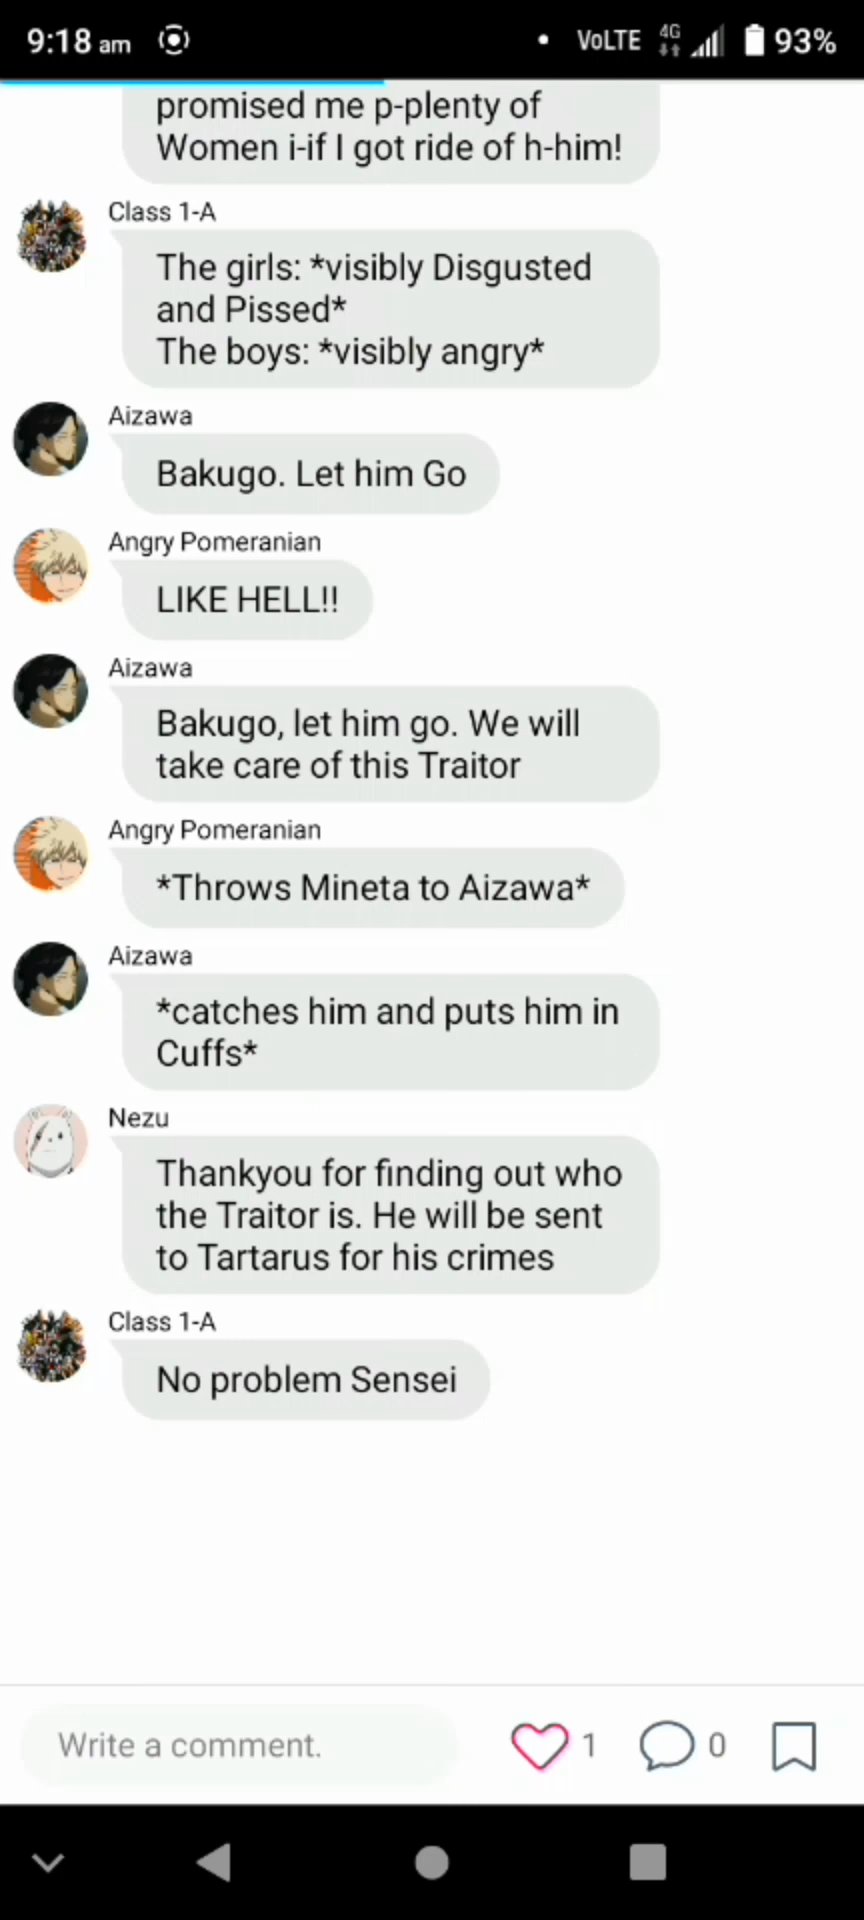 9:18 am
VoLTE 4G 93%
promised me p-plenty of
Women i-if I got ride of h-him!
Class 1-A
The girls: *visibly Disgusted
and Pissed*
The boys: *visibly angry*
Aizawa
Bakugo. Let him Go
Angry Pomeranian
LIKE HELL!!
Aizawa
Bakugo, let him go. We will
take care of this Traitor
Angry Pomeranian
*Throws Mineta to Aizawa*
Aizawa
*catches him and puts him in
Cuffs*
Nezu
Thankyou for finding out who
the Traitor is. He will be sent
to Tartarus for his crimes
Class 1-A
No problem Sensei
Write a comment.
1
0